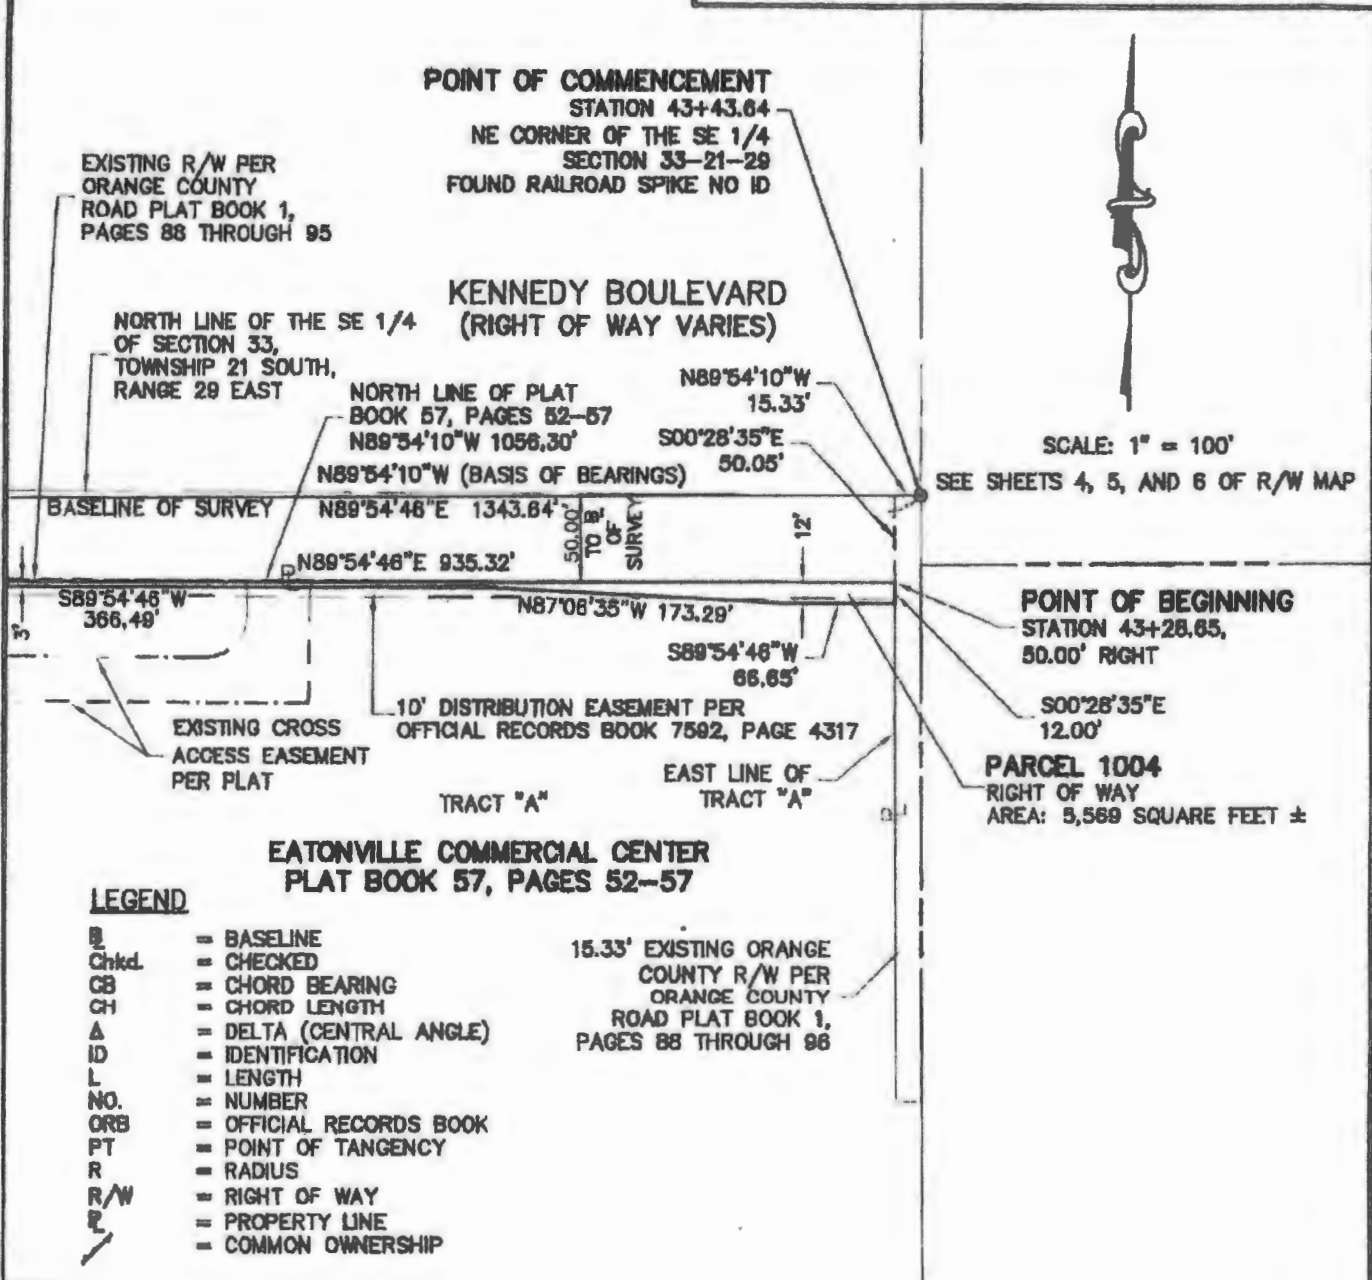 POINT OF COMMENCEMENT
STATION 43+43.64
NE CORNER OF THE SE 1/4
SECTION 33-21-29
FOUND RAILROAD SPIKE NO ID
EXISTING R/W PER
ORANGE COUNTY
ROAD PLAT BOOK 1,
PAGES 88 THROUGH 95
KENNEDY BOULEVARD
(RIGHT OF WAY VARIES)
NORTH LINE OF THE SE 1/4
OF SECTION 33,
TOWNSHIP 21 SOUTH,
RANGE 29 EAST
NORTH LINE OF PLAT
BOOK 57, PAGES 52-57
N89°54'10"W 1056.30'
N89°54'10"W
15.33'
S00°28'35"E
50.05'
SCALE: 1" = 100'
SEE SHEETS 4, 5, AND 6 OF R/W MAP
N89°54'10"W (BASIS OF BEARINGS)
BASELINE OF SURVEY
N89°54'46"E 1343.64'
50.00'
TO B
OF
SURVEY
12'
N89°54'46"E 935.32'
S89°54'46"W
366.49'
3'
N87°06'35"W 173.29'
S89°54'46"W
66.65'
POINT OF BEGINNING
STATION 43+28.65,
50.00' RIGHT
S00°28'35"E
12.00'
10' DISTRIBUTION EASEMENT PER
OFFICIAL RECORDS BOOK 7592, PAGE 4317
EXISTING CROSS
ACCESS EASEMENT
PER PLAT
EAST LINE OF
TRACT "A"
TRACT "A"
PARCEL 1004
RIGHT OF WAY
AREA: 5,569 SQUARE FEET ±
EATONVILLE COMMERCIAL CENTER
PLAT BOOK 57, PAGES 52-57
15.33' EXISTING ORANGE
COUNTY R/W PER
ORANGE COUNTY
ROAD PLAT BOOK 1,
PAGES 88 THROUGH 96
LEGEND
B = BASELINE
Chkd. = CHECKED
CB = CHORD BEARING
CH = CHORD LENGTH
Δ = DELTA (CENTRAL ANGLE)
ID = IDENTIFICATION
L = LENGTH
NO. = NUMBER
ORB = OFFICIAL RECORDS BOOK
PT = POINT OF TANGENCY
R = RADIUS
R/W = RIGHT OF WAY
PL = PROPERTY LINE
= COMMON OWNERSHIP